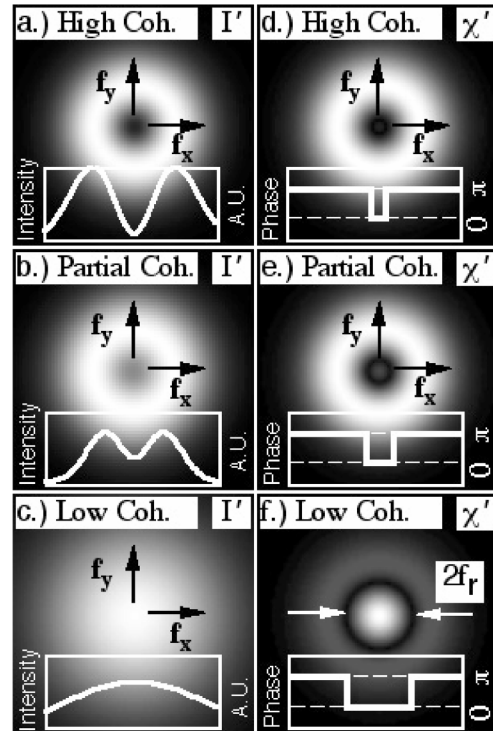 a.) High Coh. I′
f_y
f_x
Intensity
A.U.
d.) High Coh. χ′
f_y
f_x
Phase
π
0
b.) Partial Coh. I′
f_y
f_x
Intensity
A.U.
e.) Partial Coh. χ′
f_y
f_x
Phase
π
0
c.) Low Coh. I′
f_y
f_x
Intensity
A.U.
f.) Low Coh. χ′
2f_r
Phase
π
0